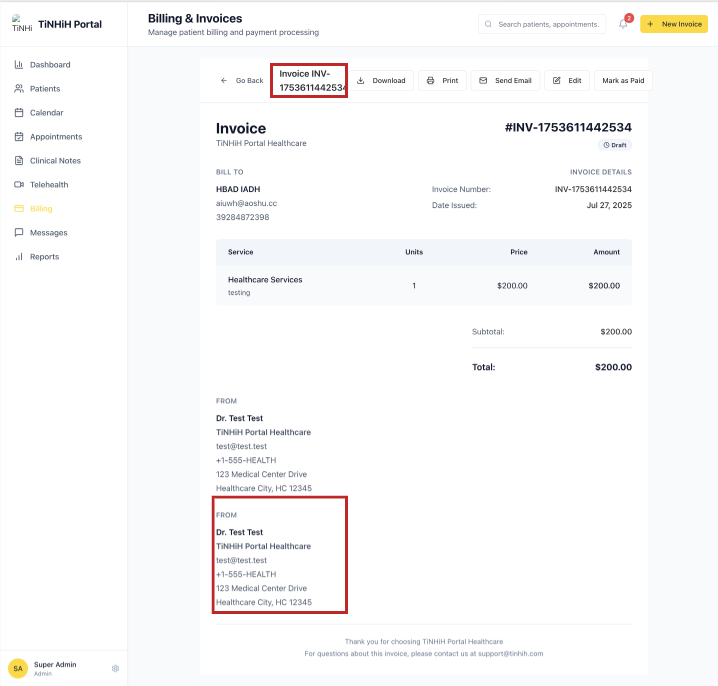 TiNHi
TiNHiH Portal
Dashboard
Patients
Calendar
Appointments
Clinical Notes
Telehealth
Billing
Messages
Reports
SA
Super Admin
Admin
Billing & Invoices
Manage patient billing and payment processing
Search patients, appointments.
2
+ New Invoice
← Go Back
Invoice INV-
1753611442534
Download
Print
Send Email
Edit
Mark as Paid
Invoice
TiNHiH Portal Healthcare
#INV-1753611442534
Draft
BILL TO
HBAD IADH
aiuwh@aoshu.cc
39284872398
INVOICE DETAILS
Invoice Number: INV-1753611442534
Date Issued: Jul 27, 2025
Service Units Price Amount
Healthcare Services 1 $200.00 $200.00
testing
Subtotal: $200.00
Total: $200.00
FROM
Dr. Test Test
TiNHiH Portal Healthcare
test@test.test
+1-555-HEALTH
123 Medical Center Drive
Healthcare City, HC 12345
FROM
Dr. Test Test
TiNHiH Portal Healthcare
test@test.test
+1-555-HEALTH
123 Medical Center Drive
Healthcare City, HC 12345
Thank you for choosing TiNHiH Portal Healthcare
For questions about this invoice, please contact us at support@tinhih.com